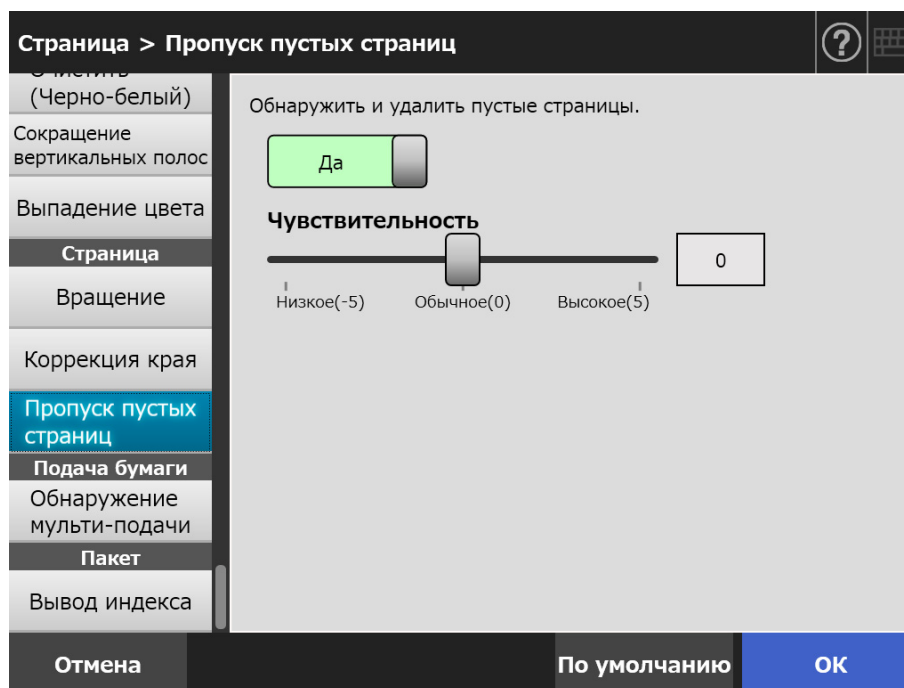 Страница > Пропуск пустых страниц
?
Очистить
(Черно-белый)
Сокращение
вертикальных полос
Выпадение цвета
Страница
Вращение
Коррекция края
Пропуск пустых
страниц
Подача бумаги
Обнаружение
мульти-подачи
Пакет
Вывод индекса
Обнаружить и удалить пустые страницы.
Да
Чувствительность
0
Низкое(-5) Обычное(0) Высокое(5)
Отмена
По умолчанию
OK